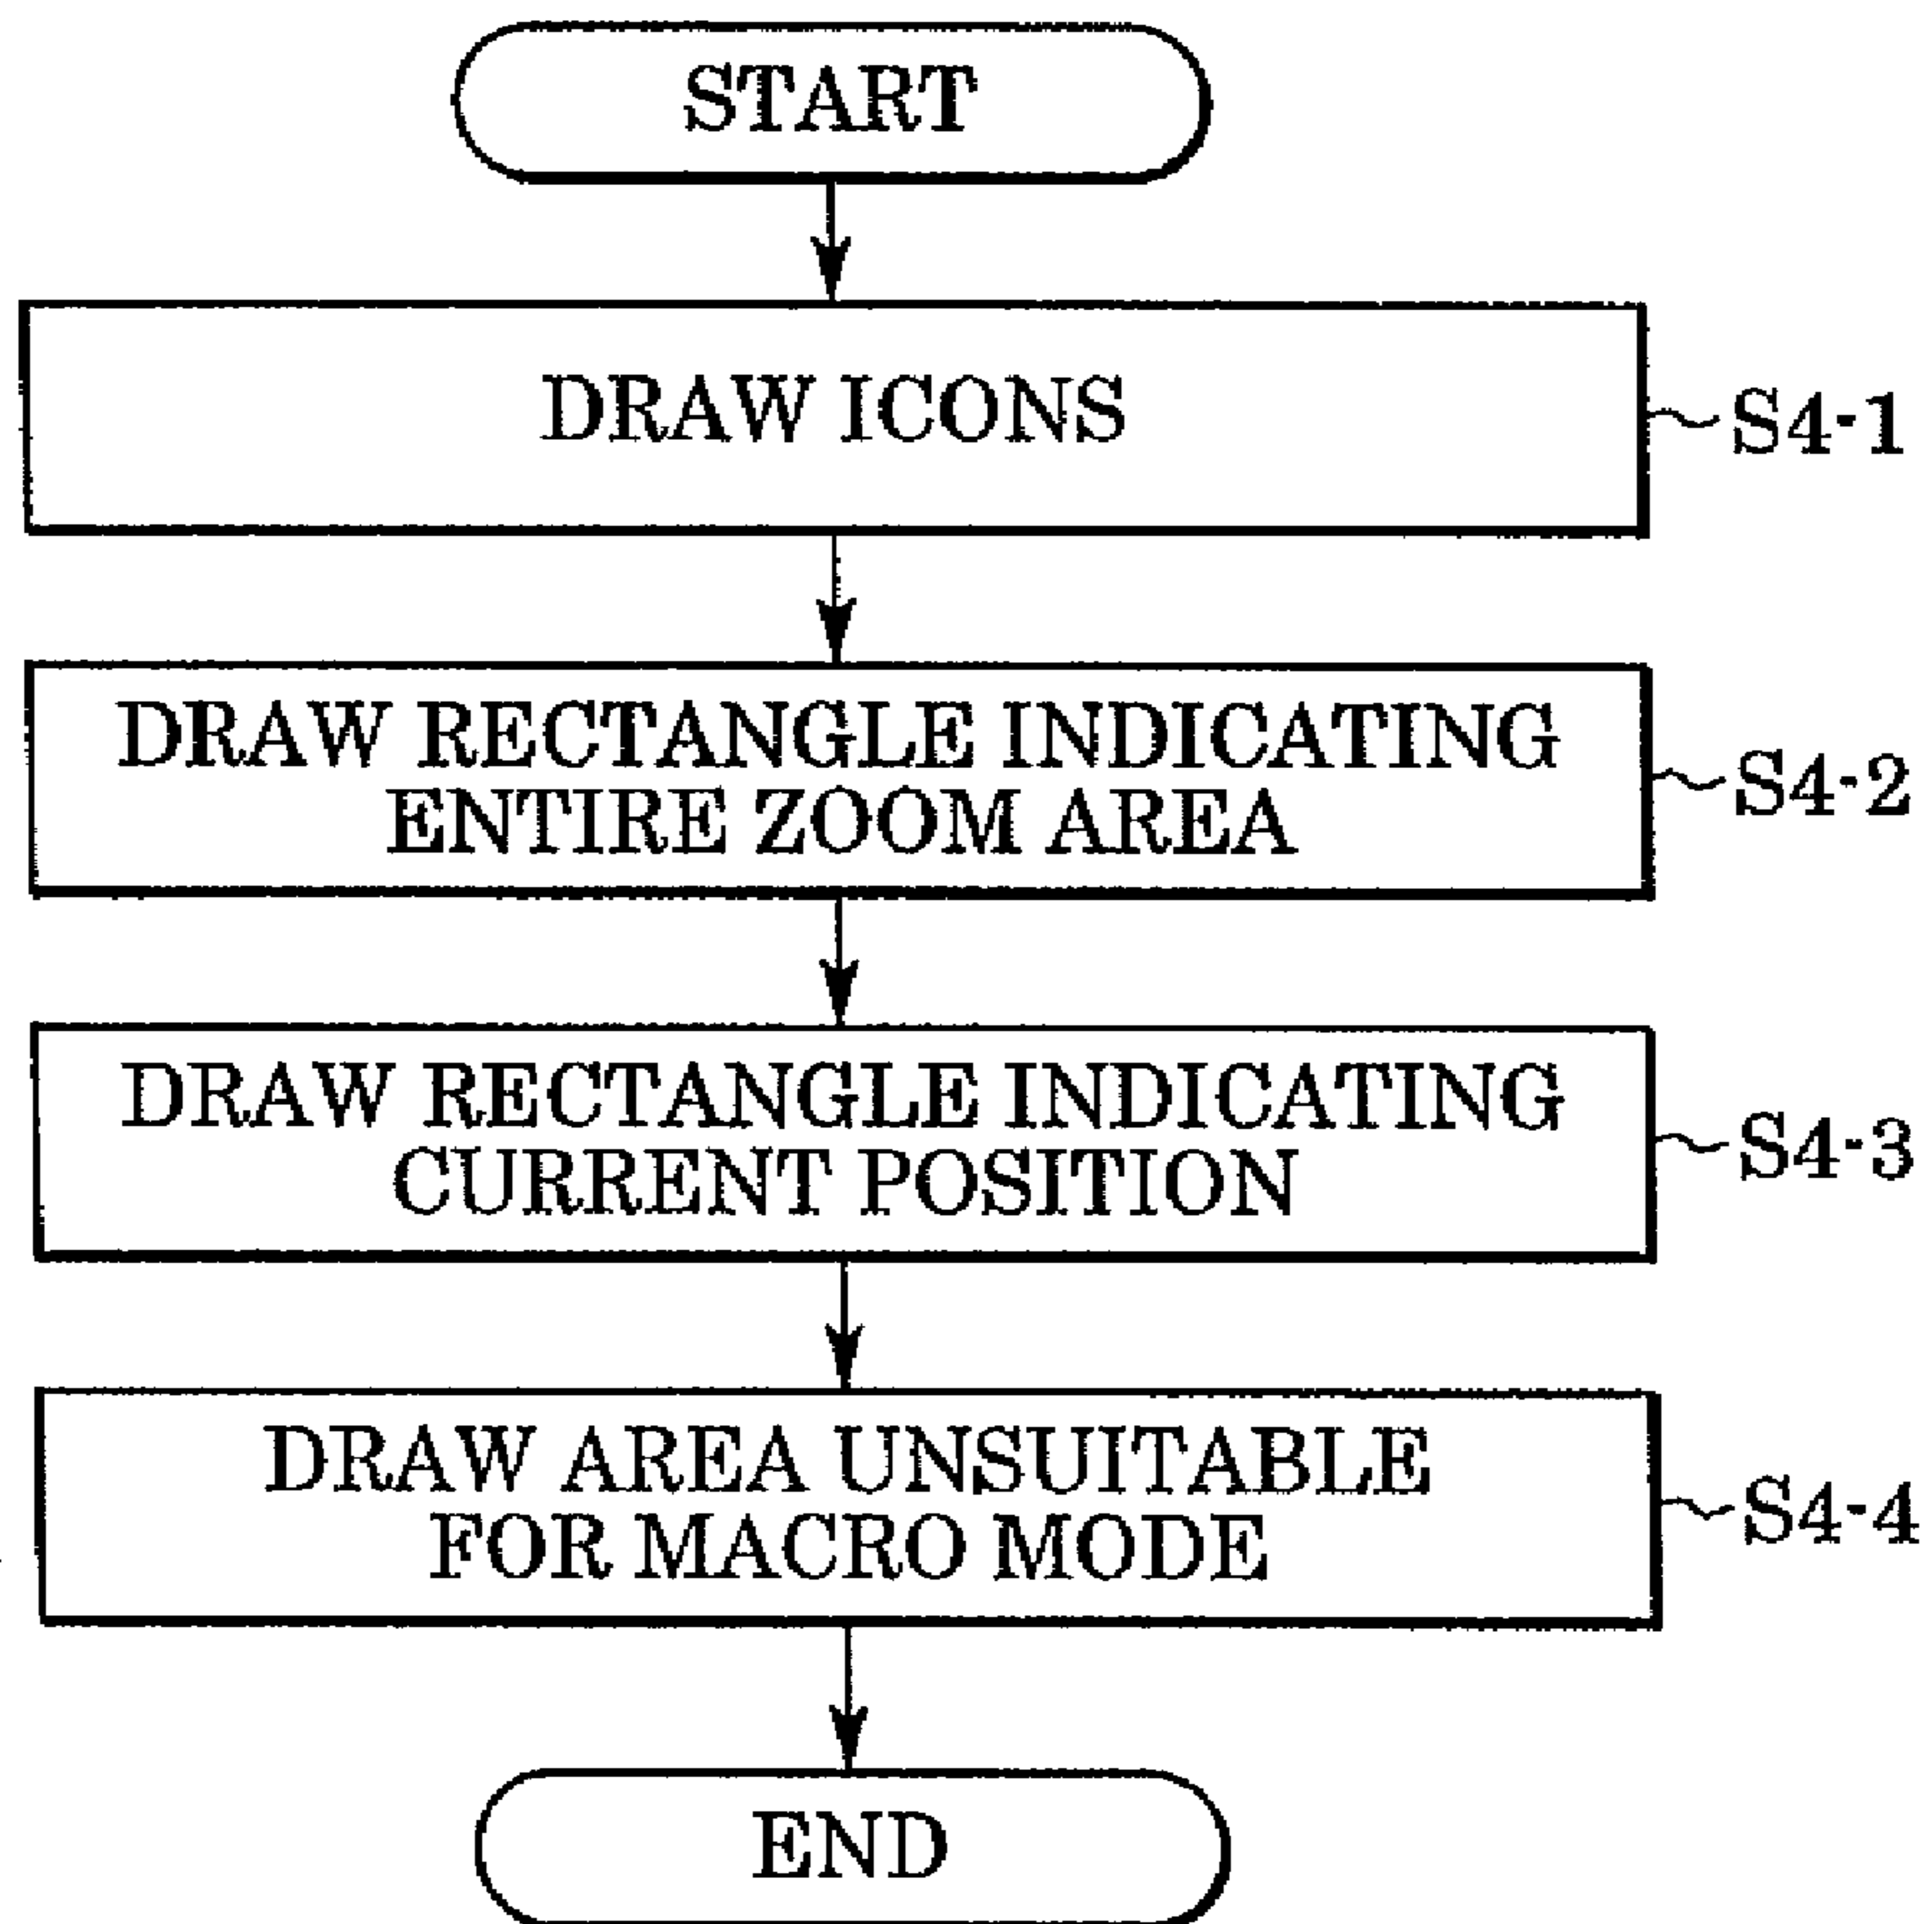 START
DRAW ICONS
S4-1
DRAW RECTANGLE INDICATING
ENTIRE ZOOM AREA
S4-2
DRAW RECTANGLE INDICATING
CURRENT POSITION
S4-3
DRAW AREA UNSUITABLE
FOR MACRO MODE
S4-4
END